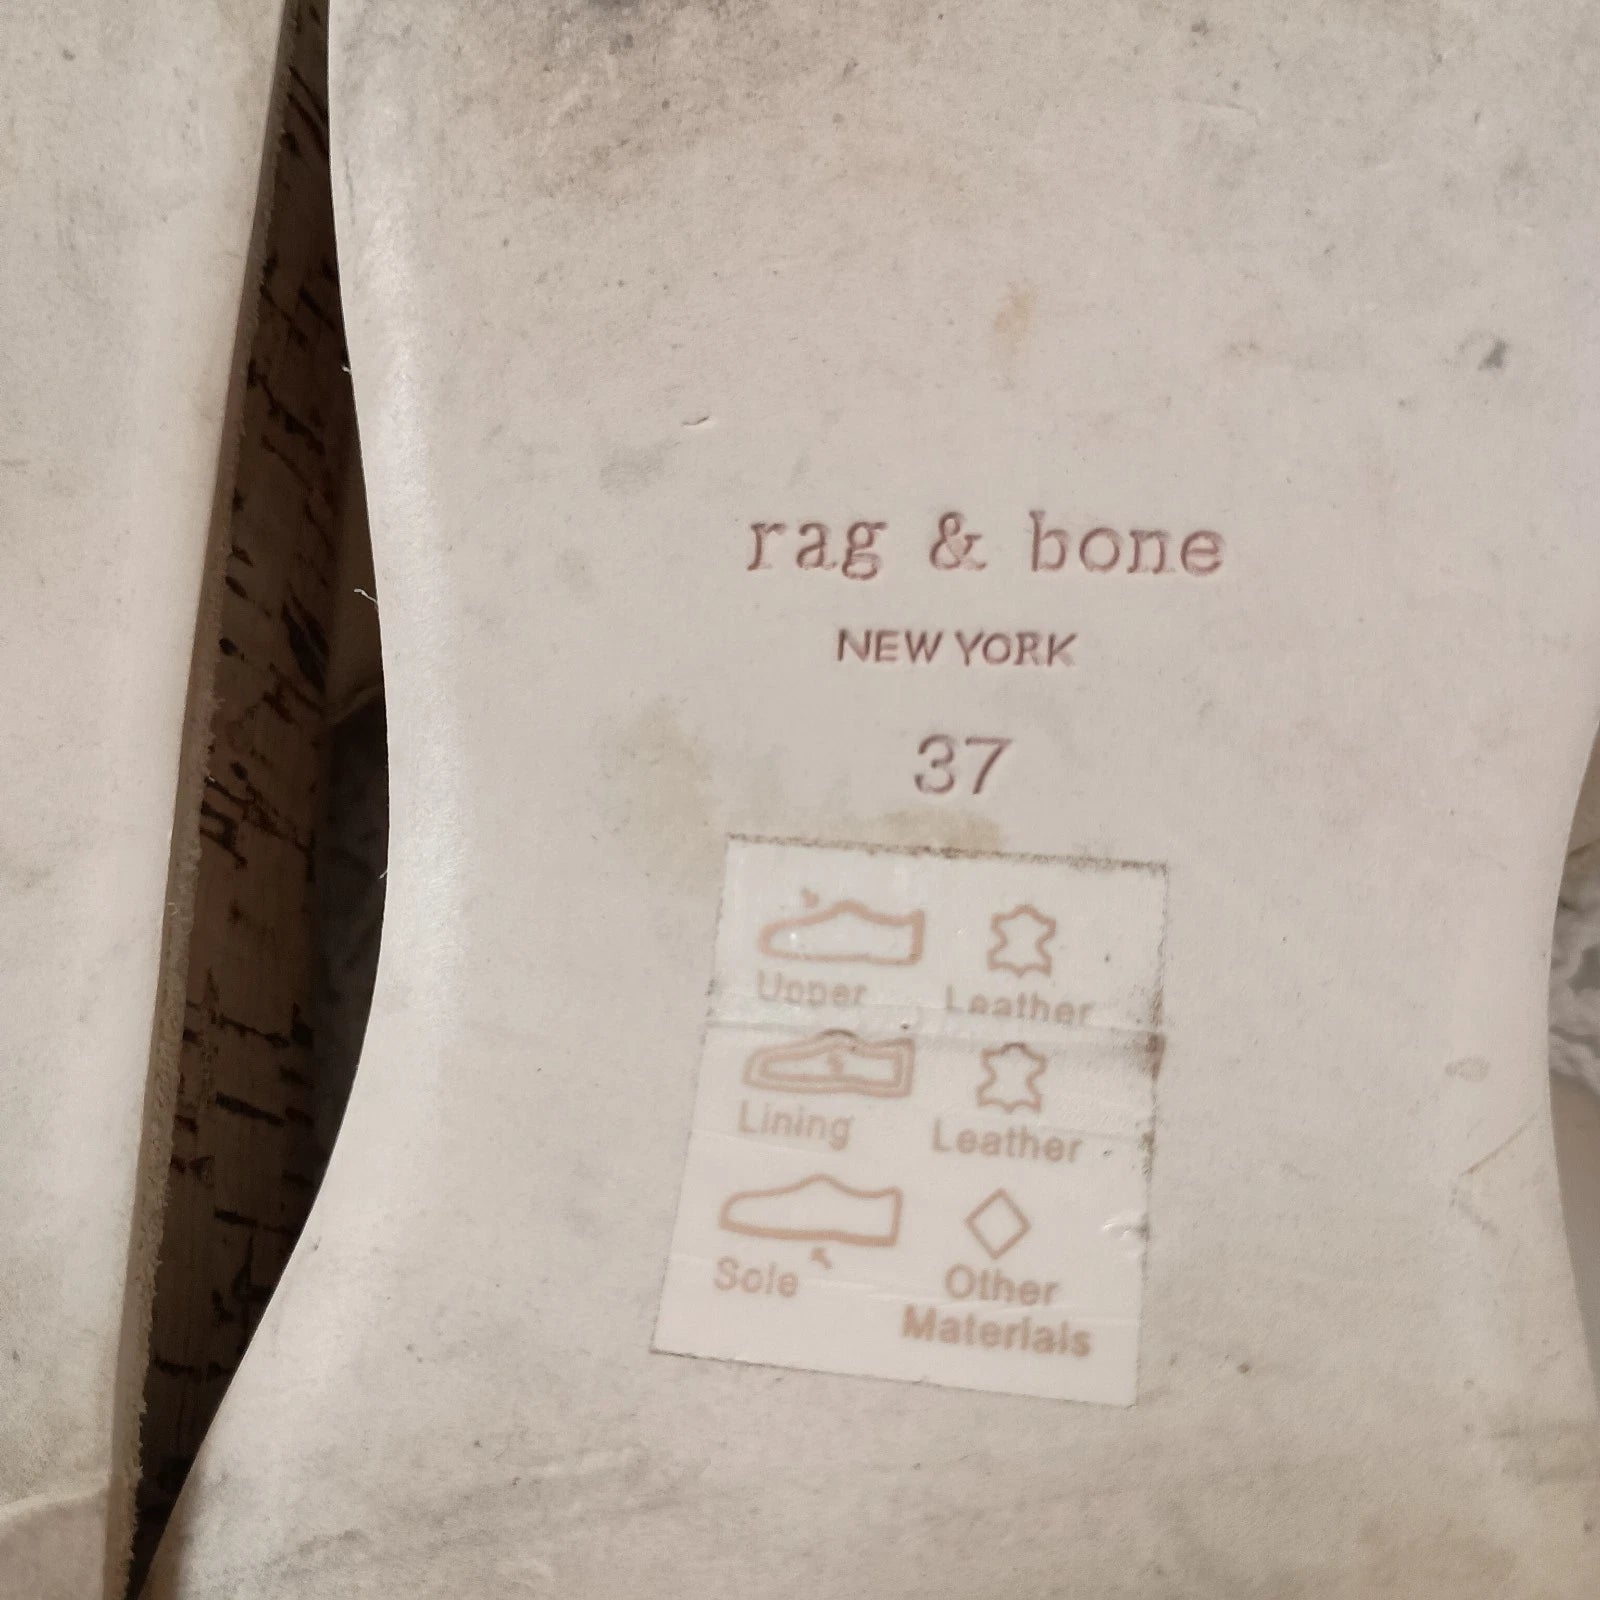 rag & bone
NEW YORK
37
Upper Leather
Lining Leather
Sole Other
Materials